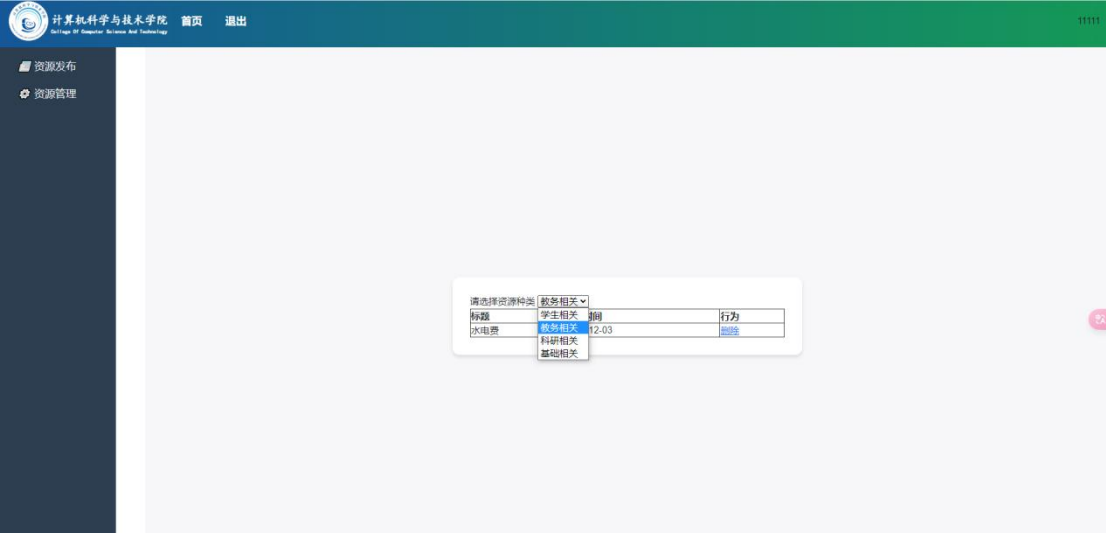 计算机科学与技术学院 首页 退出 11111
College Of Computer Science And Technology
资源发布
资源管理
请选择资源种类 教务相关
标题 间 行为
水电费 12-03 删除
学生相关
教务相关
科研相关
基础相关